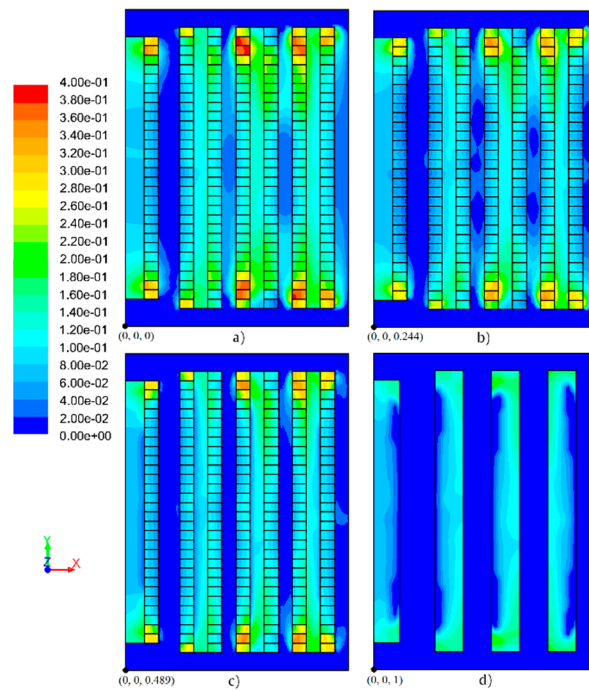 4.00e-01
3.80e-01
3.60e-01
3.40e-01
3.20e-01
3.00e-01
2.80e-01
2.60e-01
2.40e-01
2.20e-01
2.00e-01
1.80e-01
1.60e-01
1.40e-01
1.20e-01
1.00e-01
8.00e-02
6.00e-02
4.00e-02
2.00e-02
0.00e+00
(0, 0, 0)
a)
(0, 0, 0.244)
b)
Y
Z
X
(0, 0, 0.489)
c)
(0, 0, 1)
d)